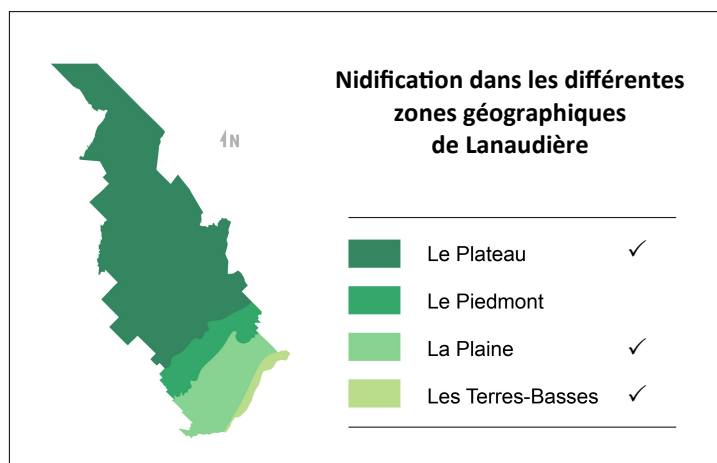 Nidification dans les différentes
zones géographiques
de Lanaudière
N
Le Plateau ✓
Le Piedmont
La Plaine ✓
Les Terres-Basses ✓